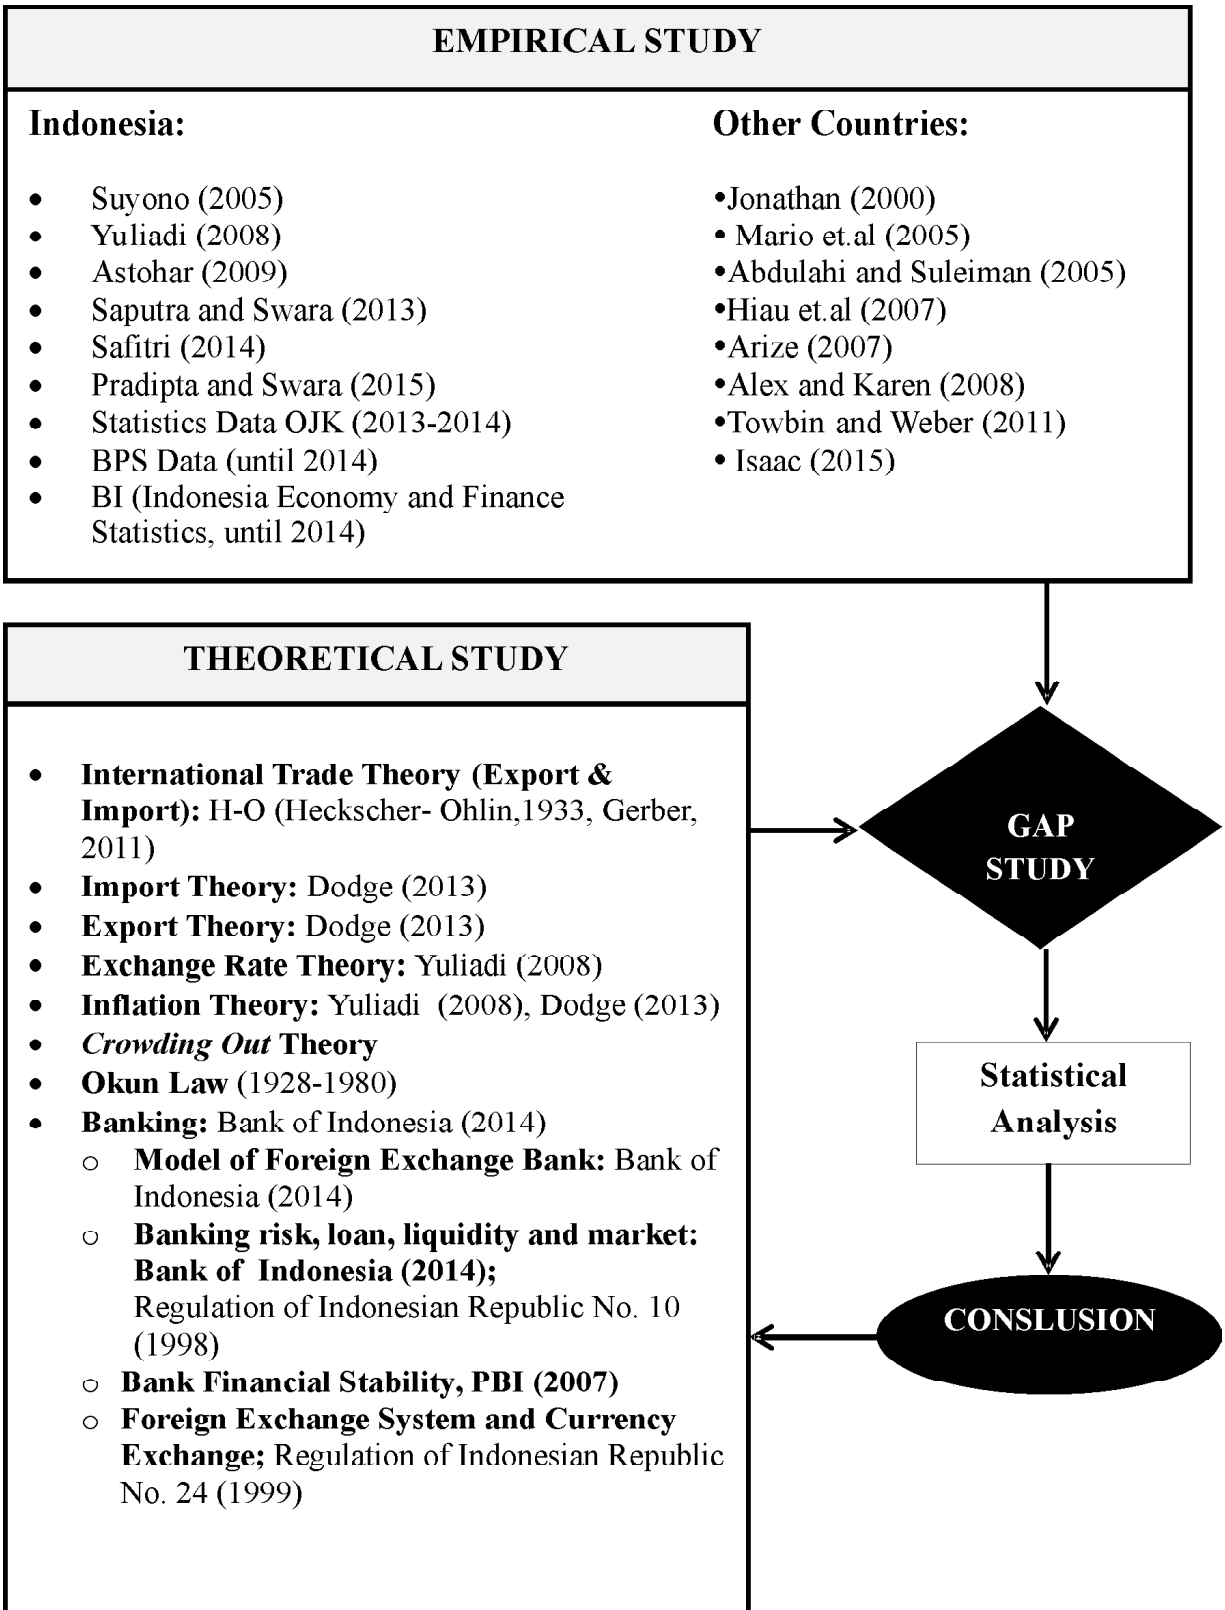 EMPIRICAL STUDY
Indonesia:
• Suyono (2005)
• Yuliadi (2008)
• Astohar (2009)
• Saputra and Swara (2013)
• Safitri (2014)
• Pradipta and Swara (2015)
• Statistics Data OJK (2013-2014)
• BPS Data (until 2014)
• BI (Indonesia Economy and Finance
Statistics, until 2014)
Other Countries:
•Jonathan (2000)
• Mario et.al (2005)
•Abdulahi and Suleiman (2005)
•Hiau et.al (2007)
•Arize (2007)
•Alex and Karen (2008)
•Towbin and Weber (2011)
• Isaac (2015)
THEORETICAL STUDY
• International Trade Theory (Export &
Import): H-O (Heckscher- Ohlin,1933, Gerber,
2011)
• Import Theory: Dodge (2013)
• Export Theory: Dodge (2013)
• Exchange Rate Theory: Yuliadi (2008)
• Inflation Theory: Yuliadi (2008), Dodge (2013)
• Crowding Out Theory
• Okun Law (1928-1980)
• Banking: Bank of Indonesia (2014)
o Model of Foreign Exchange Bank: Bank of
Indonesia (2014)
o Banking risk, loan, liquidity and market:
Bank of Indonesia (2014);
Regulation of Indonesian Republic No. 10
(1998)
o Bank Financial Stability, PBI (2007)
o Foreign Exchange System and Currency
Exchange; Regulation of Indonesian Republic
No. 24 (1999)
GAP
STUDY
Statistical
Analysis
CONSLUSION